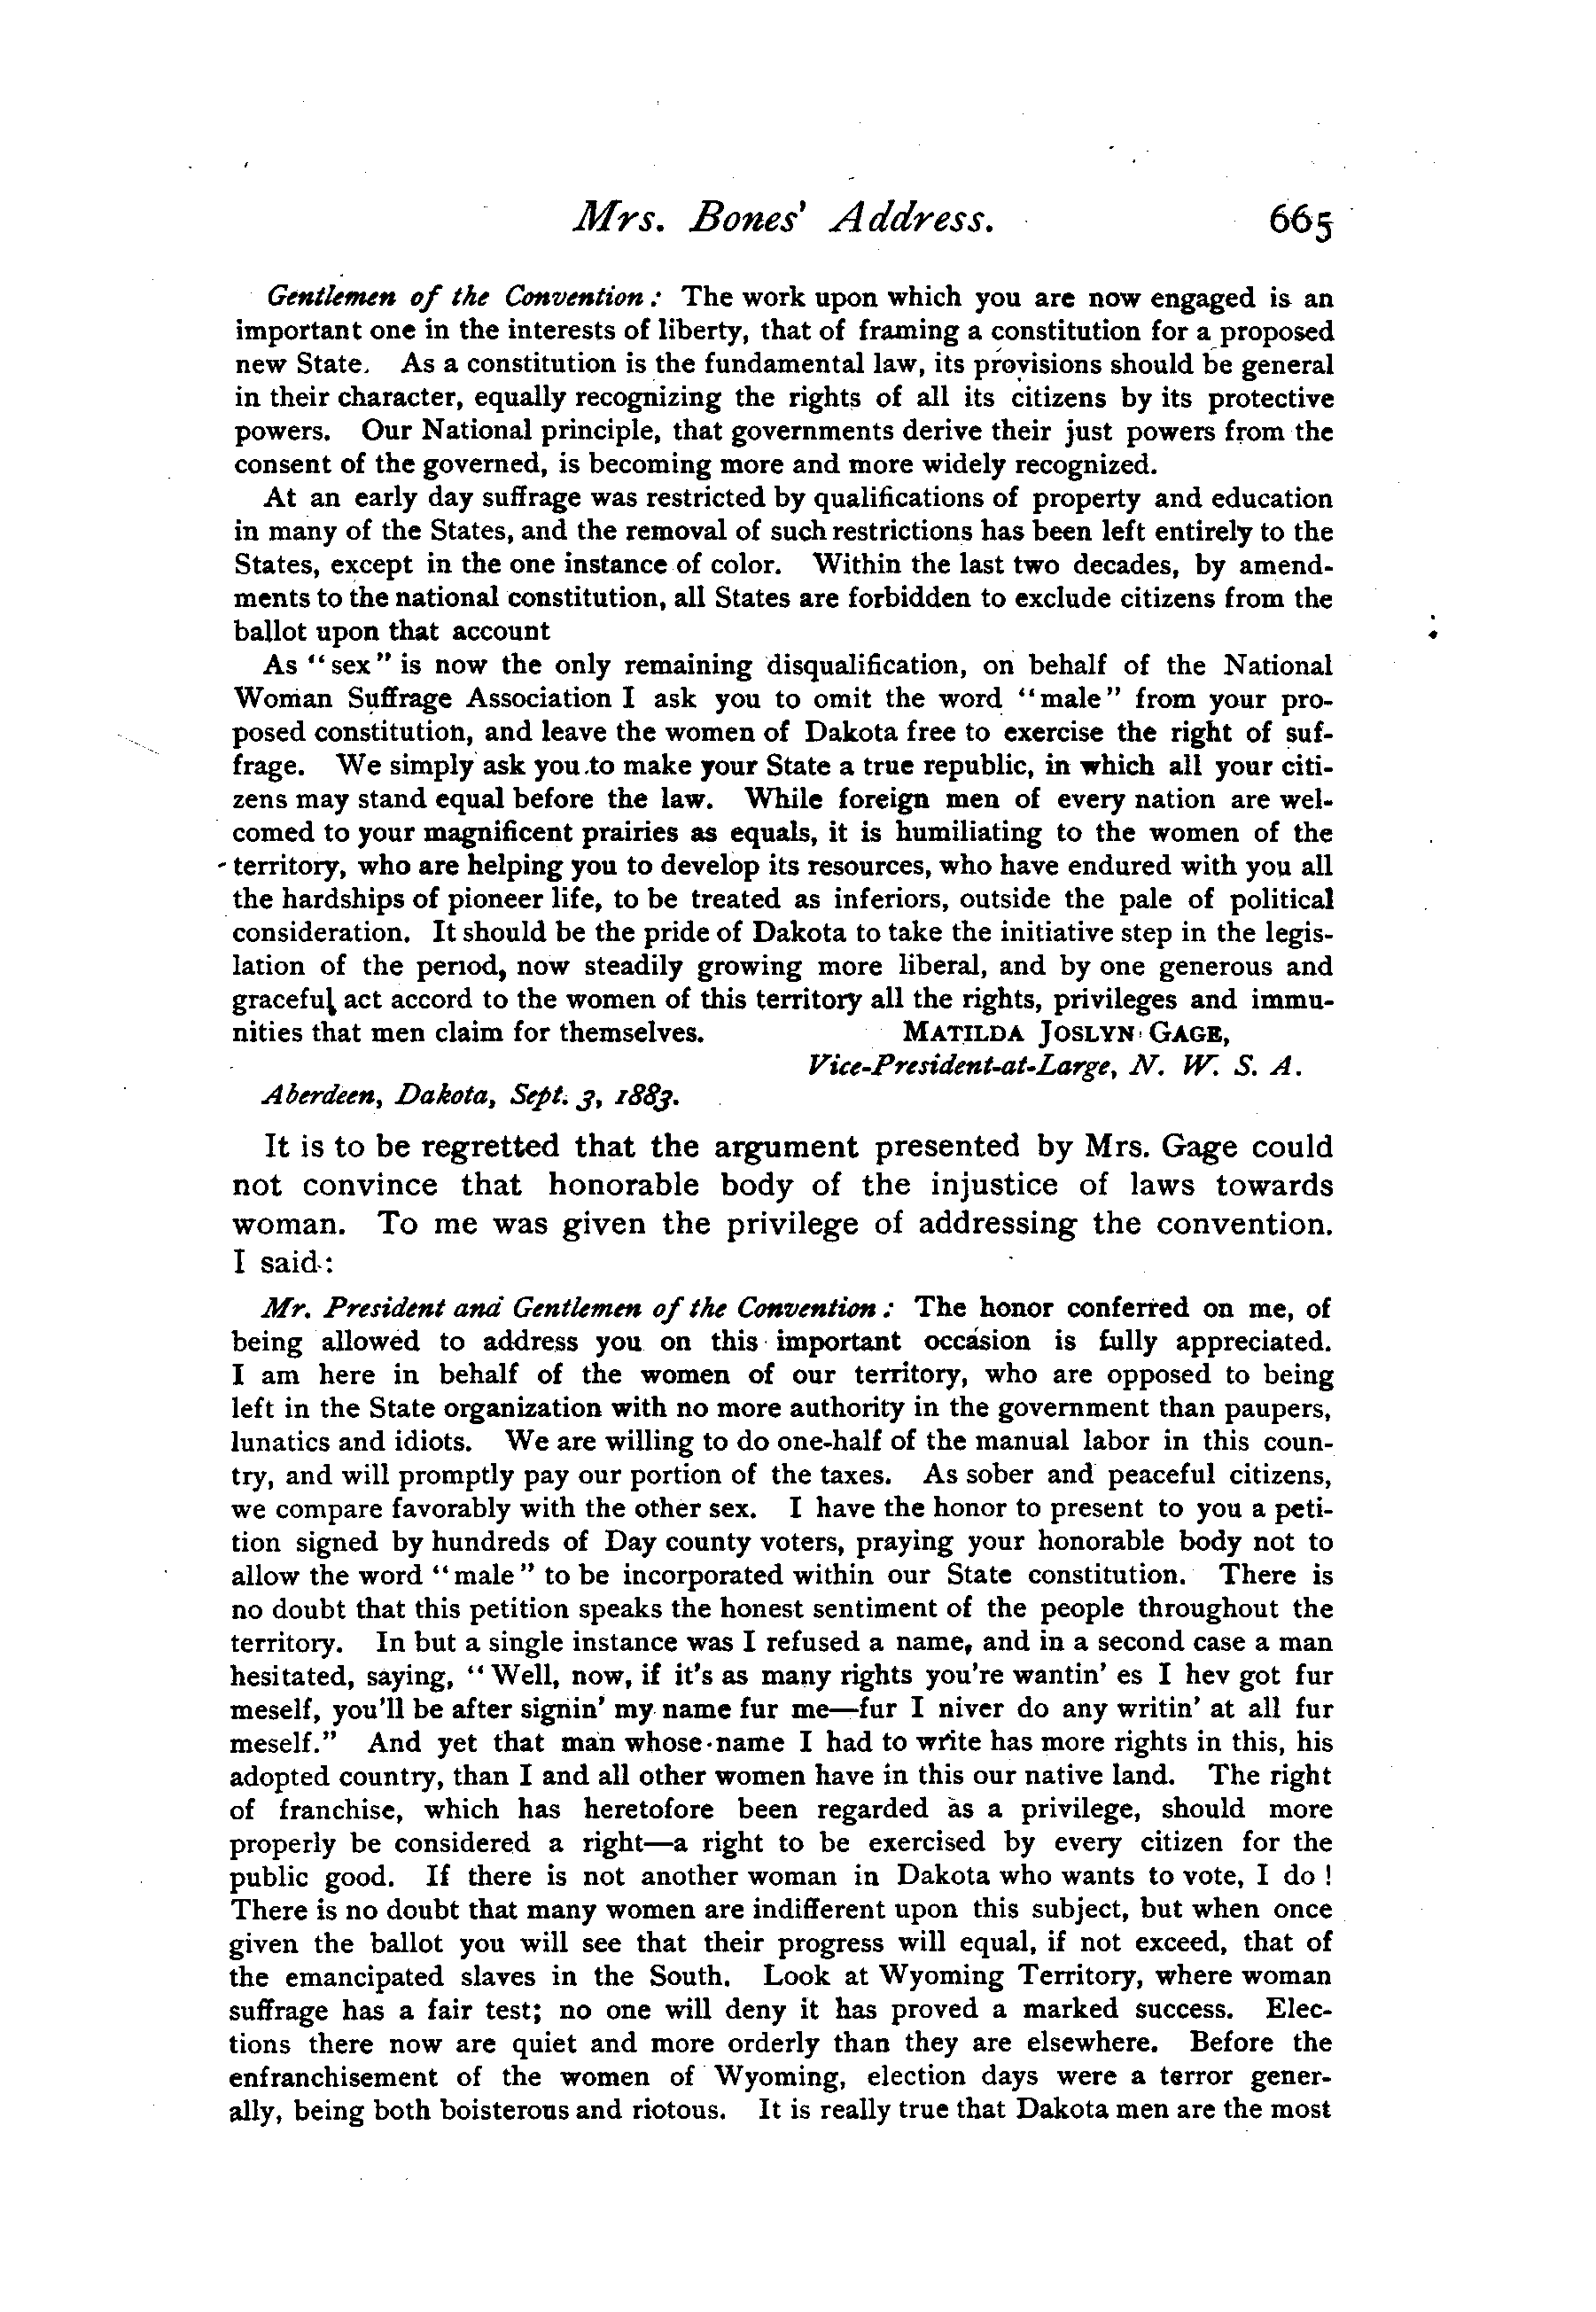 Mrs. Bones' Address. 665
Gentlemen of the Convention: The work upon which you are now engaged is an
important one in the interests of liberty, that of framing a constitution for a proposed
new State. As a constitution is the fundamental law, its provisions should be general
in their character, equally recognizing the rights of all its citizens by its protective
powers. Our National principle, that governments derive their just powers from the
consent of the governed, is becoming more and more widely recognized.
At an early day suffrage was restricted by qualifications of property and education
in many of the States, and the removal of such restrictions has been left entirely to the
States, except in the one instance of color. Within the last two decades, by amend-
ments to the national constitution, all States are forbidden to exclude citizens from the
ballot upon that account
As "sex" is now the only remaining disqualification, on behalf of the National
Woman Suffrage Association I ask you to omit the word "male" from your pro-
posed constitution, and leave the women of Dakota free to exercise the right of suf-
frage. We simply ask you to make your State a true republic, in which all your citi-
zens may stand equal before the law. While foreign men of every nation are wel-
comed to your magnificent prairies as equals, it is humiliating to the women of the
territory, who are helping you to develop its resources, who have endured with you all
the hardships of pioneer life, to be treated as inferiors, outside the pale of political
consideration. It should be the pride of Dakota to take the initiative step in the legis-
lation of the period, now steadily growing more liberal, and by one generous and
graceful act accord to the women of this territory all the rights, privileges and immu-
nities that men claim for themselves. MATILDA JOSLYN GAGE,
Vice-President-at-Large, N. W. S. A.
Aberdeen, Dakota, Sept. 3, 1883.
It is to be regretted that the argument presented by Mrs. Gage could
not convince that honorable body of the injustice of laws towards
woman. To me was given the privilege of addressing the convention.
I said:
Mr. President and Gentlemen of the Convention: The honor conferred on me, of
being allowed to address you on this important occasion is fully appreciated.
I am here in behalf of the women of our territory, who are opposed to being
left in the State organization with no more authority in the government than paupers,
lunatics and idiots. We are willing to do one-half of the manual labor in this coun-
try, and will promptly pay our portion of the taxes. As sober and peaceful citizens,
we compare favorably with the other sex. I have the honor to present to you a peti-
tion signed by hundreds of Day county voters, praying your honorable body not to
allow the word "male" to be incorporated within our State constitution. There is
no doubt that this petition speaks the honest sentiment of the people throughout the
territory. In but a single instance was I refused a name, and in a second case a man
hesitated, saying, "Well, now, if it's as many rights you're wantin' es I hev got fur
meself, you'll be after signin' my name fur me—fur I niver do any writin' at all fur
meself." And yet that man whose name I had to write has more rights in this, his
adopted country, than I and all other women have in this our native land. The right
of franchise, which has heretofore been regarded as a privilege, should more
properly be considered a right—a right to be exercised by every citizen for the
public good. If there is not another woman in Dakota who wants to vote, I do!
There is no doubt that many women are indifferent upon this subject, but when once
given the ballot you will see that their progress will equal, if not exceed, that of
the emancipated slaves in the South. Look at Wyoming Territory, where woman
suffrage has a fair test; no one will deny it has proved a marked success. Elec-
tions there now are quiet and more orderly than they are elsewhere. Before the
enfranchisement of the women of Wyoming, election days were a terror gener-
ally, being both boisterous and riotous. It is really true that Dakota men are the most